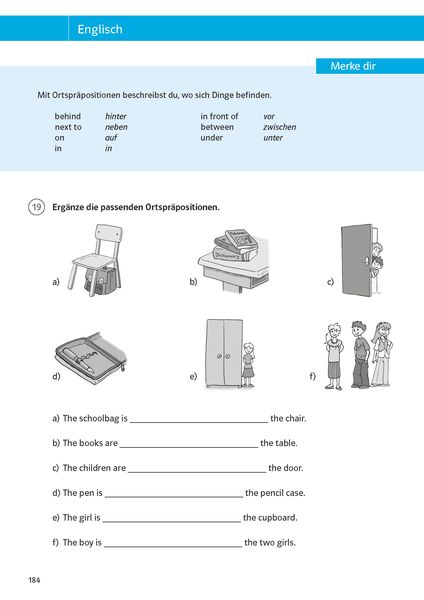 Englisch
Merke dir
Mit Ortspräpositionen beschreibst du, wo sich Dinge befinden.
behind hinter in front of vor
next to neben between zwischen
on auf under unter
in in
19 Ergänze die passenden Ortspräpositionen.
a) b) c)
Dictionary
d) e) f)
a) The schoolbag is ______________________________ the chair.
b) The books are ______________________________ the table.
c) The children are ______________________________ the door.
d) The pen is ______________________________ the pencil case.
e) The girl is ______________________________ the cupboard.
f) The boy is ______________________________ the two girls.
184